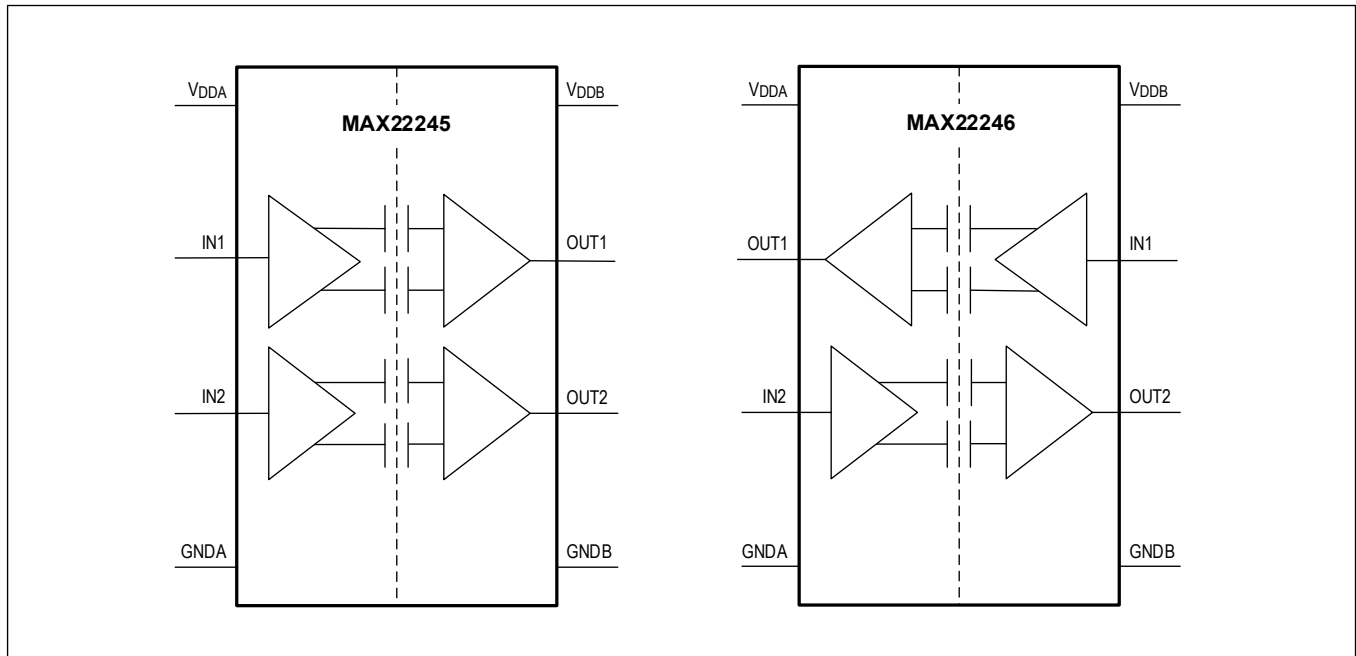 VDDA
VDDB
MAX22245
IN1
OUT1
IN2
OUT2
GNDA
GNDB
VDDA
VDDB
MAX22246
OUT1
IN1
IN2
OUT2
GNDA
GNDB